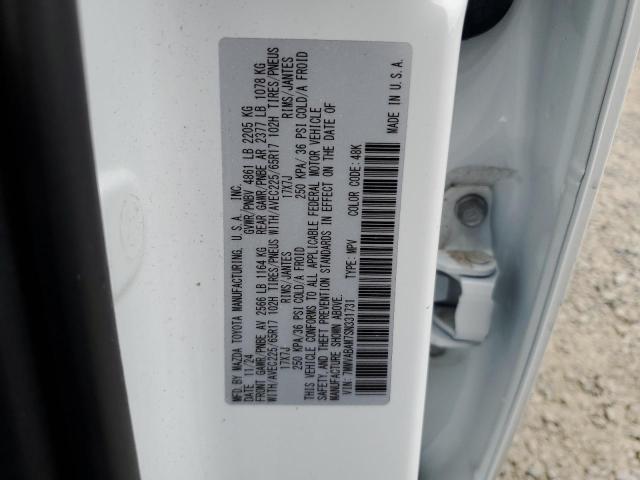 MFD. BY MAZDA TOYOTA MANUFACTURING, U.S.A. INC.
DATE 11/24 GVWR/PNBV 4861 LB 2205 KG
FRONT GAWR/PNBE AV 2566 LB 1164 KG REAR GAWR/PNBE AR 2377 LB 1078 KG
WITH/AVEC225/65R17 102H TIRES/PNEUS WITH/AVEC225/65R17 102H TIRES/PNEUS
17X7J RIMS/JANTES 17X7J RIMS/JANTES
250 KPA/36 PSI COLD/A FROID 250 KPA/ 36 PSI COLD/A FROID
THIS VEHICLE CONFORMS TO ALL APPLICABLE FEDERAL MOTOR VEHICLE
SAFETY,AND THEFT PREVENTION STANDARDS IN EFFECT ON THE DATE OF
MANUFACTURE SHOWN ABOVE.
VIN: 7MMVABAM7SN331731 TYPE: MPV COLOR CODE: 48K
MADE IN U.S.A.